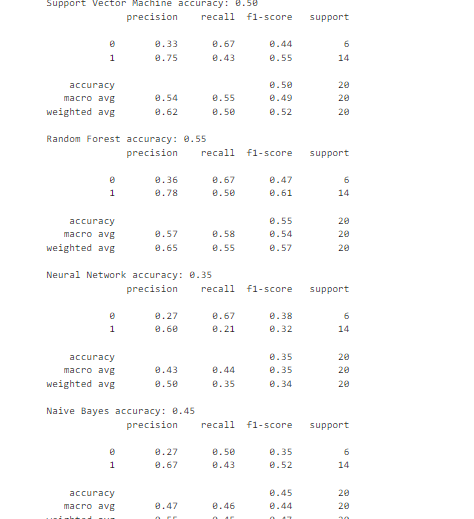 Support Vector Machine accuracy: 0.50
precision recall f1-score support
0 0.33 0.67 0.44 6
1 0.75 0.43 0.55 14
accuracy 0.50 20
macro avg 0.54 0.55 0.49 20
weighted avg 0.62 0.50 0.52 20
Random Forest accuracy: 0.55
precision recall f1-score support
0 0.36 0.67 0.47 6
1 0.78 0.50 0.61 14
accuracy 0.55 20
macro avg 0.57 0.58 0.54 20
weighted avg 0.65 0.55 0.57 20
Neural Network accuracy: 0.35
precision recall f1-score support
0 0.27 0.67 0.38 6
1 0.60 0.21 0.32 14
accuracy 0.35 20
macro avg 0.43 0.44 0.35 20
weighted avg 0.50 0.35 0.34 20
Naive Bayes accuracy: 0.45
precision recall f1-score support
0 0.27 0.50 0.35 6
1 0.67 0.43 0.52 14
accuracy 0.45 20
macro avg 0.47 0.46 0.44 20